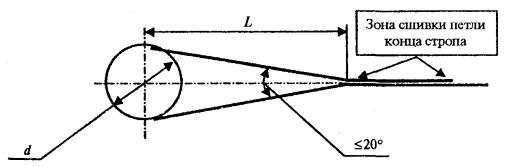 L
Зона сшивки петли
конца стропа
d
≤20°